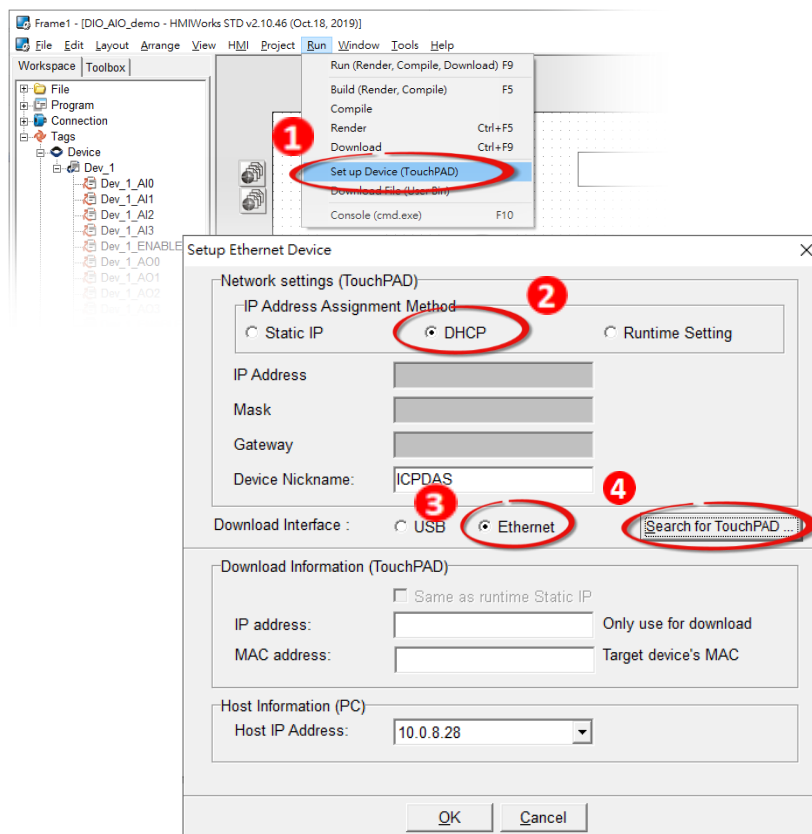 Frame1 - [DIO_AIO_demo - HMIWorks STD v2.10.46 (Oct.18, 2019)]
File Edit Layout Arrange View HMI Project Run Window Tools Help
Workspace Toolbox
File
Program
Connection
Tags
Device
Dev_1
Dev_1_AI0
Dev_1_AI1
Dev_1_AI2
Dev_1_AI3
Dev_1_ENABLE
Dev_1_AO0
Dev_1_AO1
Dev_1_AO2
Run (Render, Compile, Download) F9
Build (Render, Compile) F5
Compile
Render Ctrl+F5
1
Download Ctrl+F9
Set up Device (TouchPAD)
Download File (User Bin)
Console (cmd.exe) F10
Setup Ethernet Device
Network settings (TouchPAD)
IP Address Assignment Method
2
Static IP DHCP Runtime Setting
IP Address
Mask
Gateway
Device Nickname: ICPDAS
3 4
Download Interface : USB Ethernet Search for TouchPAD ...
Download Information (TouchPAD)
Same as runtime Static IP
IP address: Only use for download
MAC address: Target device's MAC
Host Information (PC)
Host IP Address: 10.0.8.28
OK Cancel